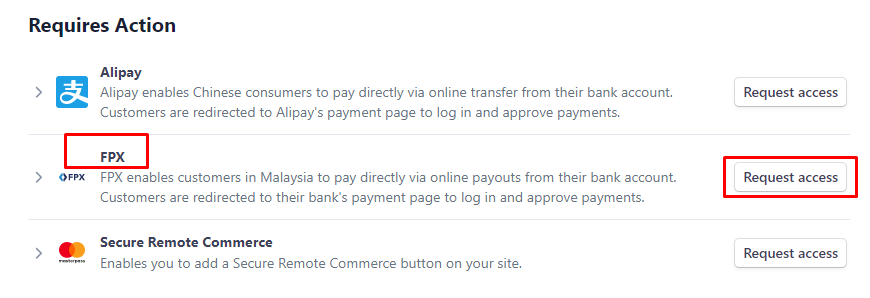 Requires Action
Alipay
Alipay enables Chinese consumers to pay directly via online transfer from their bank account.
Customers are redirected to Alipay's payment page to log in and approve payments.
Request access
FPX
FPX
FPX enables customers in Malaysia to pay directly via online payouts from their bank account.
Customers are redirected to their bank's payment page to log in and approve payments.
Request access
masterpass
Secure Remote Commerce
Enables you to add a Secure Remote Commerce button on your site.
Request access